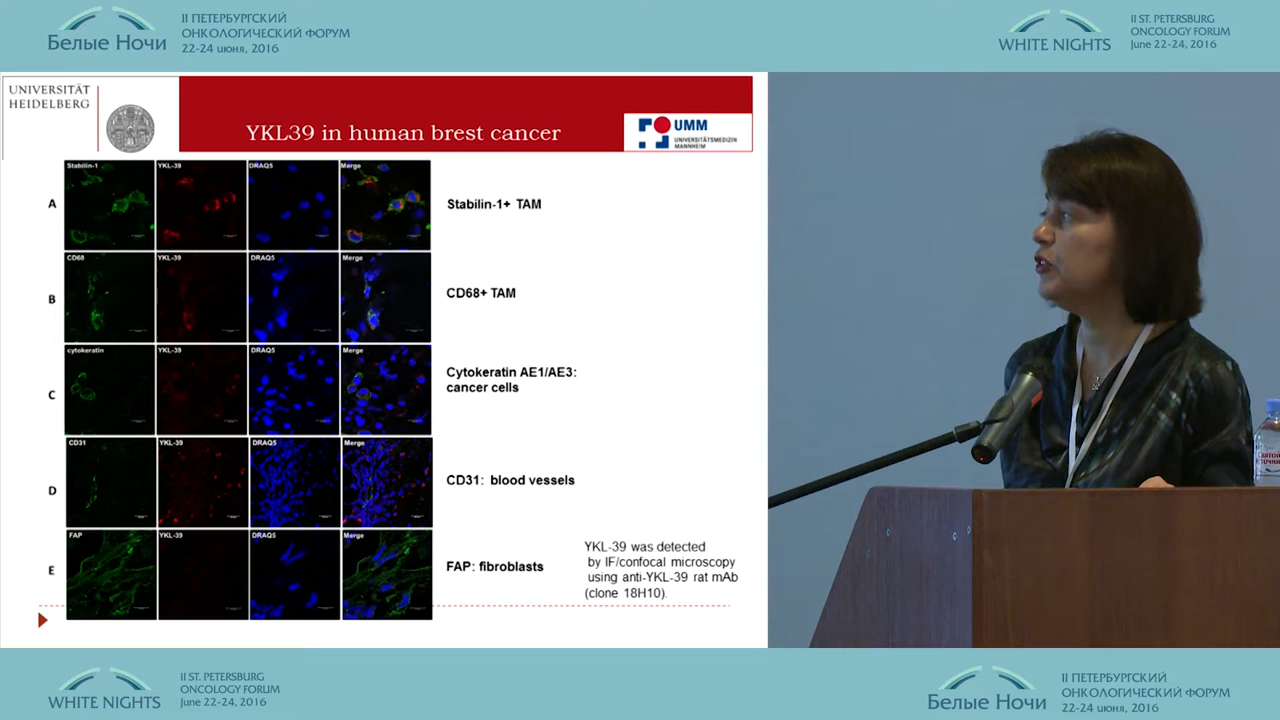 Белые Ночи
II ПЕТЕРБУРГСКИЙ
ОНКОЛОГИЧЕСКИЙ ФОРУМ
22-24 июня, 2016
WHITE NIGHTS
II ST. PETERSBURG
ONCOLOGY FORUM
June 22-24, 2016
UNIVERSITÄT
HEIDELBERG
YKL39 in human brest cancer
UMM
UNIVERSITÄTSMEDIZIN
MANNHEIM
A
Stabilin-1
YKL-39
DRAQ5
Merge
Stabilin-1+ TAM
B
CD68
YKL-39
DRAQ5
Merge
CD68+ TAM
C
cytokeratin
YKL-39
DRAQ5
Merge
Cytokeratin AE1/AE3:
cancer cells
D
CD31
YKL-39
DRAQ5
Merge
CD31: blood vessels
E
FAP
YKL-39
DRAQ5
Merge
FAP: fibroblasts
YKL-39 was detected
by IF/confocal microscopy
using anti-YKL-39 rat mAb
(clone 18H10).
WHITE NIGHTS
II ST. PETERSBURG
ONCOLOGY FORUM
June 22-24, 2016
Белые Ночи
II ПЕТЕРБУРГСКИЙ
ОНКОЛОГИЧЕСКИЙ ФОРУМ
22-24 июня, 2016